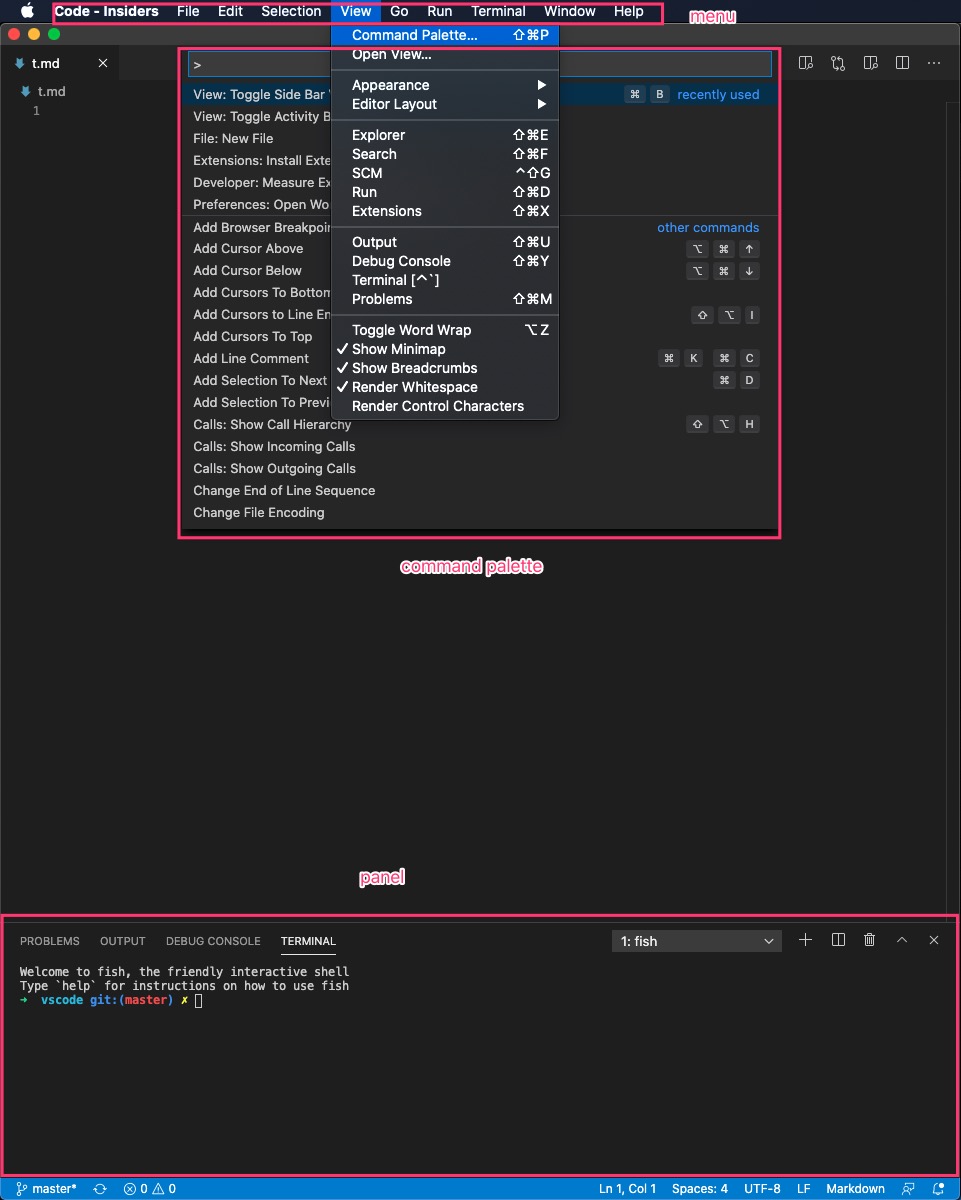 Code - Insiders File Edit Selection View Go Run Terminal Window Help
menu
Command Palette... ⇧⌘P
Open View...
Appearance ▶
Editor Layout ▶
Explorer ⇧⌘E
Search ⇧⌘F
SCM ^⇧G
Run ⇧⌘D
Extensions ⇧⌘X
Output ⇧⌘U
Debug Console ⇧⌘Y
Terminal [^`]
Problems ⇧⌘M
Toggle Word Wrap ⌥Z
✓ Show Minimap
✓ Show Breadcrumbs
✓ Render Whitespace
Render Control Characters
t.md
t.md
1
>
View: Toggle Side Bar ⌘ B recently used
View: Toggle Activity B
File: New File
Extensions: Install Exte
Developer: Measure Ex
Preferences: Open Wo
Add Browser Breakpoin other commands
Add Cursor Above ⌥ ⌘ ↑
Add Cursor Below ⌥ ⌘ ↓
Add Cursors To Bottom
Add Cursors to Line En ⇧ ⌥ I
Add Cursors To Top
Add Line Comment ⌘ K ⌘ C
Add Selection To Next ⌘ D
Add Selection To Previ
Calls: Show Call Hierarchy ⇧ ⌥ H
Calls: Show Incoming Calls
Calls: Show Outgoing Calls
Change End of Line Sequence
Change File Encoding
command palette
panel
PROBLEMS OUTPUT DEBUG CONSOLE TERMINAL 1: fish
Welcome to fish, the friendly interactive shell
Type `help` for instructions on how to use fish
➜ vscode git:(master) ✗
master* 0 0 Ln 1, Col 1 Spaces: 4 UTF-8 LF Markdown